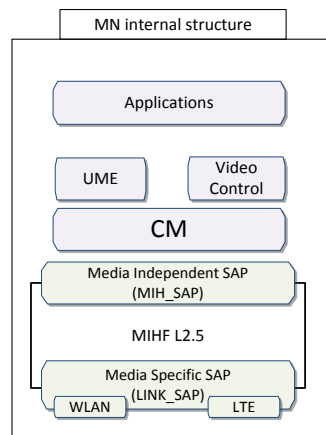 MN internal structure
Applications
UME
Video
Control
CM
Media Independent SAP
(MIH_SAP)
MIHF L2.5
Media Specific SAP
(LINK_SAP)
WLAN
LTE